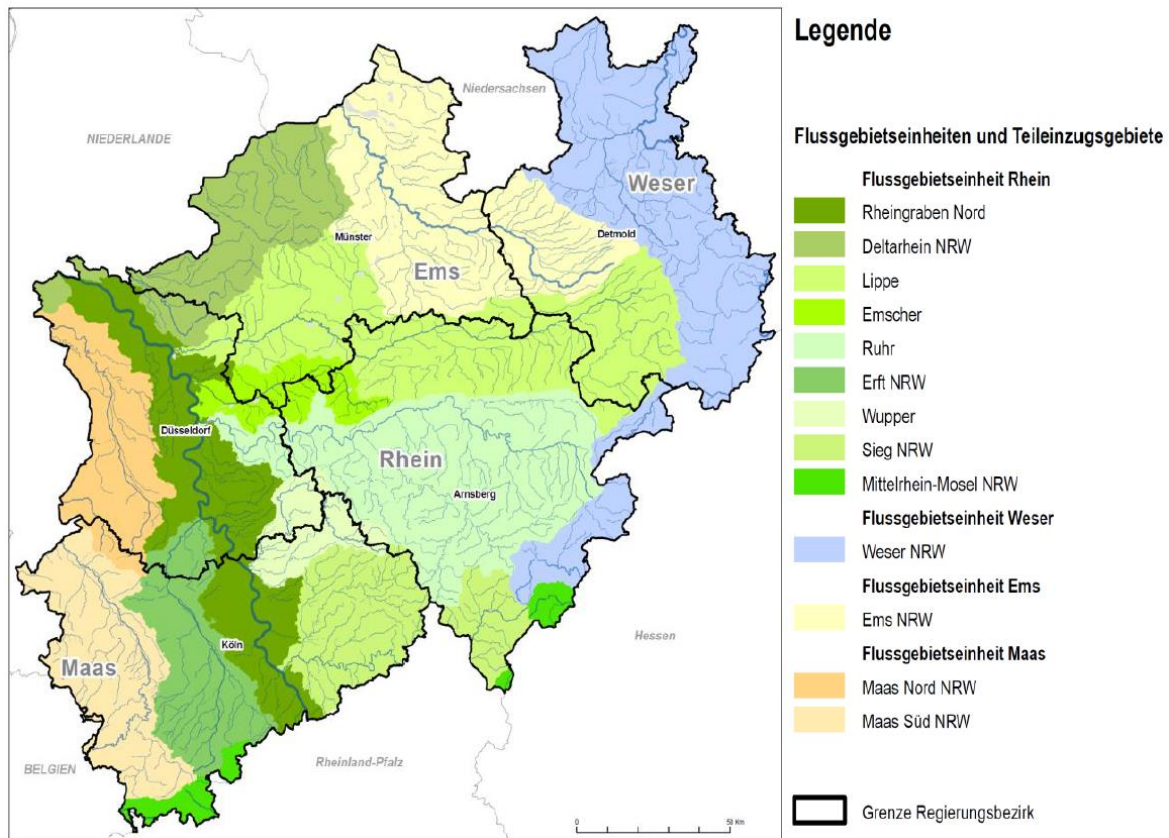 Niedersachsen
NIEDERLANDE
Weser
Münster
Detmold
Ems
Düsseldorf
Rhein
Arnsberg
Köln
Maas
Hessen
BELGIEN
Rheinland-Pfalz
0
50 Km
Legende
Flussgebietseinheiten und Teileinzugsgebiete
Flussgebietseinheit Rhein
Rheingraben Nord
Deltarhein NRW
Lippe
Emscher
Ruhr
Erft NRW
Wupper
Sieg NRW
Mittelrhein-Mosel NRW
Flussgebietseinheit Weser
Weser NRW
Flussgebietseinheit Ems
Ems NRW
Flussgebietseinheit Maas
Maas Nord NRW
Maas Süd NRW
Grenze Regierungsbezirk